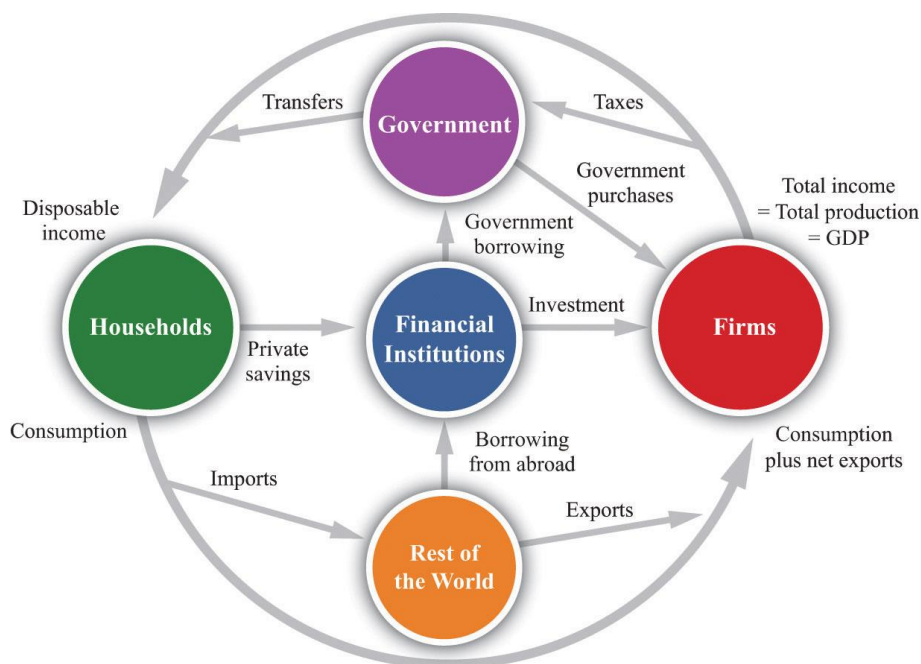 Transfers
Government
Taxes
Government
purchases
Total income
= Total production
= GDP
Disposable
income
Government
borrowing
Households
Private
savings
Financial
Institutions
Investment
Firms
Consumption
Imports
Borrowing
from abroad
Exports
Consumption
plus net exports
Rest of
the World